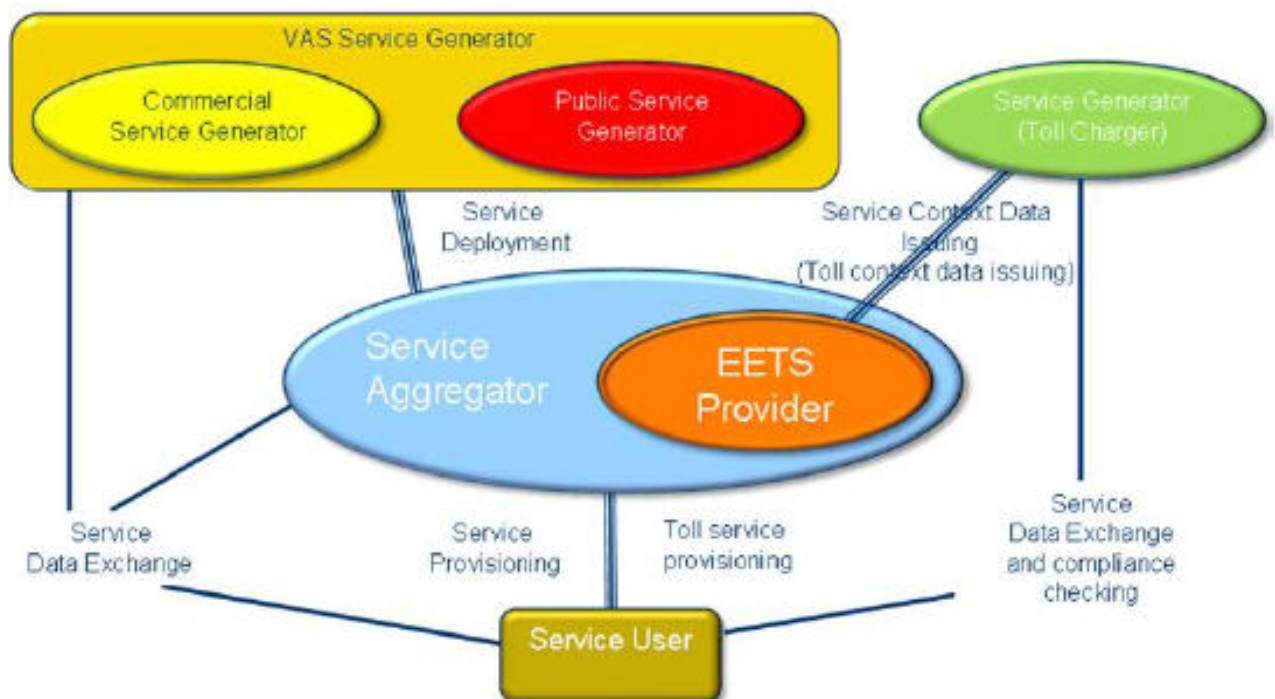 VAS Service Generator
Commercial
Service Generator
Public Service
Generator
Service Generator
(Toll Charger)
Service
Deployment
Service Context Data
Issuing
(Toll context data issuing)
Service
Aggregator
EETS
Provider
Service
Data Exchange
Service
Provisioning
Toll service
provisioning
Service
Data Exchange
and compliance
checking
Service User